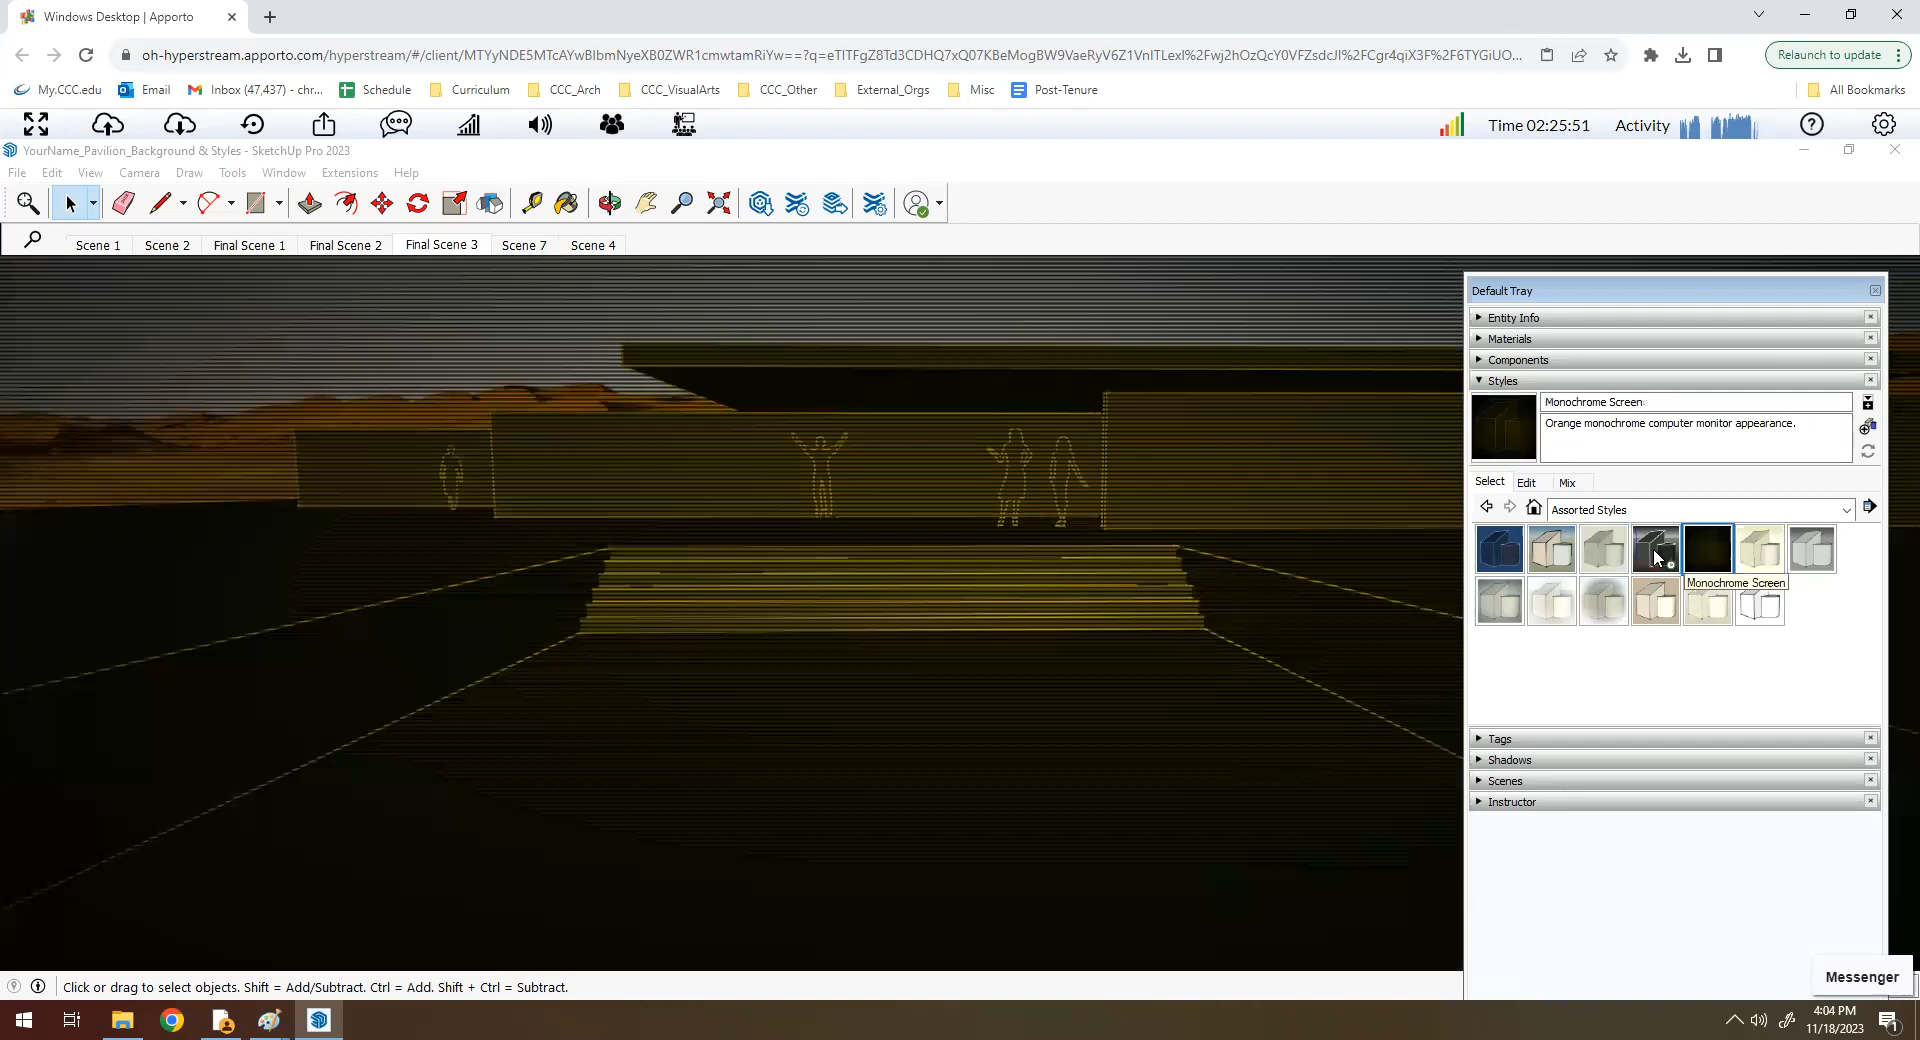 Windows Desktop | Apporto
oh-hyperstream.apporto.com/hyperstream/#/client/MTYyNDE5MTcAYwBlbmNyeXB0ZWR1cmwtamRiYw==?q=eTlTFgZ8Td3CDHQ7xQ07KBeMogBW9VaeRyV6Z1VnlTLexl%2Fwj2hOzQcY0VFZsdcJl%2FCgr4qiX3F%2F6TYGiUO...
Relaunch to update
My.CCC.edu Email Inbox (47,437) - chr... Schedule Curriculum CCC_Arch CCC_VisualArts CCC_Other External_Orgs Misc Post-Tenure All Bookmarks
Time 02:25:51 Activity
YourName_Pavilion_Background & Styles - SketchUp Pro 2023
File Edit View Camera Draw Tools Window Extensions Help
Scene 1 Scene 2 Final Scene 1 Final Scene 2 Final Scene 3 Scene 7 Scene 4
Default Tray
Entity Info
Materials
Components
Styles
Monochrome Screen
Orange monochrome computer monitor appearance.
Select Edit Mix
Assorted Styles
Monochrome Screen
Tags
Shadows
Scenes
Instructor
Messenger
Click or drag to select objects. Shift = Add/Subtract. Ctrl = Add. Shift + Ctrl = Subtract.
4:04 PM
11/18/2023
1